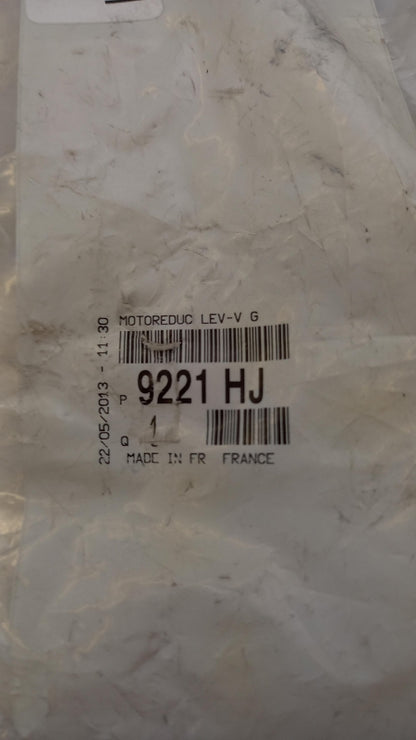 MOTOREDUC LEV-V G
P 9221 HJ
Q 1
MADE IN FR FRANCE
22/05/2013 - 11:30